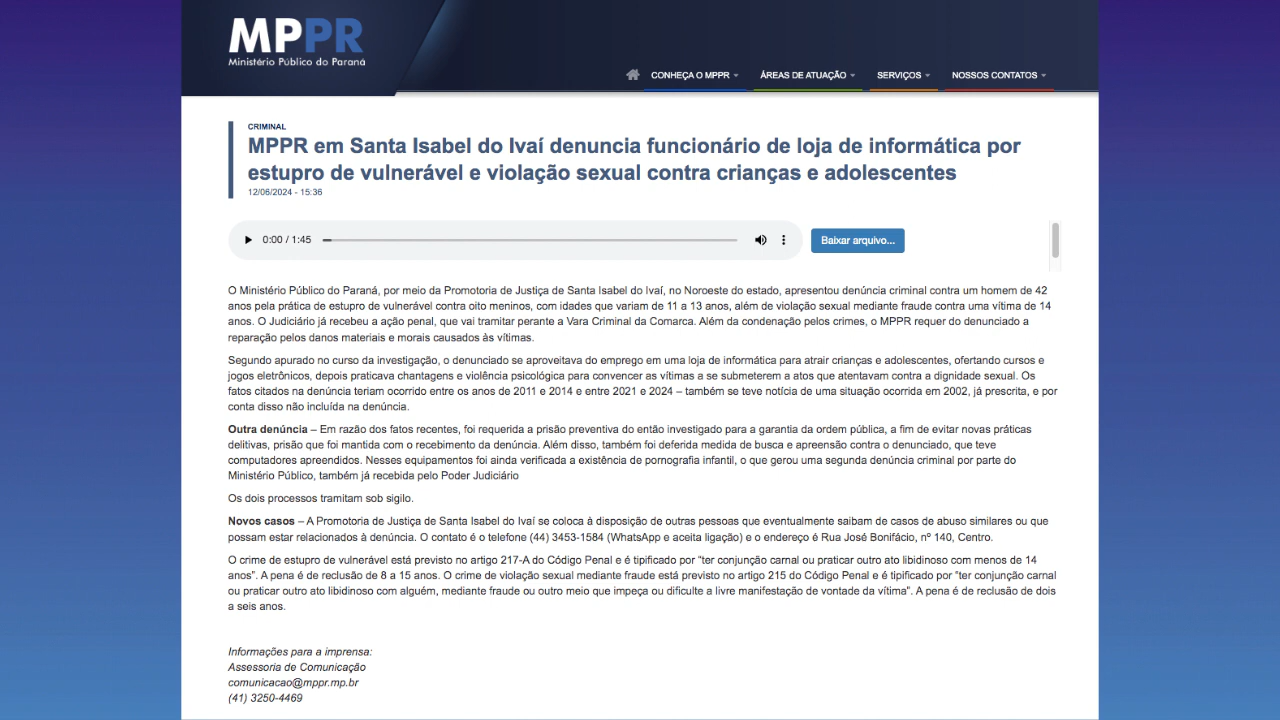 MPPR
Ministério Público do Paraná
CONHEÇA O MPPR
ÁREAS DE ATUAÇÃO
SERVIÇOS
NOSSOS CONTATOS
CRIMINAL
MPPR em Santa Isabel do Ivaí denuncia funcionário de loja de informática por
estupro de vulnerável e violação sexual contra crianças e adolescentes
12/06/2024 - 15:36
0:00 / 1:45
Baixar arquivo...
O Ministério Público do Paraná, por meio da Promotoria de Justiça de Santa Isabel do Ivaí, no Noroeste do estado, apresentou denúncia criminal contra um homem de 42
anos pela prática de estupro de vulnerável contra oito meninos, com idades que variam de 11 a 13 anos, além de violação sexual mediante fraude contra uma vítima de 14
anos. O Judiciário já recebeu a ação penal, que vai tramitar perante a Vara Criminal da Comarca. Além da condenação pelos crimes, o MPPR requer do denunciado a
reparação pelos danos materiais e morais causados às vítimas.
Segundo apurado no curso da investigação, o denunciado se aproveitava do emprego em uma loja de informática para atrair crianças e adolescentes, ofertando cursos e
jogos eletrônicos, depois praticava chantagens e violência psicológica para convencer as vítimas a se submeterem a atos que atentavam contra a dignidade sexual. Os
fatos citados na denúncia teriam ocorrido entre os anos de 2011 e 2014 e entre 2021 e 2024 – também se teve notícia de uma situação ocorrida em 2002, já prescrita, e por
conta disso não incluída na denúncia.
Outra denúncia – Em razão dos fatos recentes, foi requerida a prisão preventiva do então investigado para a garantia da ordem pública, a fim de evitar novas práticas
delitivas, prisão que foi mantida com o recebimento da denúncia. Além disso, também foi deferida medida de busca e apreensão contra o denunciado, que teve
computadores apreendidos. Nesses equipamentos foi ainda verificada a existência de pornografia infantil, o que gerou uma segunda denúncia criminal por parte do
Ministério Público, também já recebida pelo Poder Judiciário
Os dois processos tramitam sob sigilo.
Novos casos – A Promotoria de Justiça de Santa Isabel do Ivaí se coloca à disposição de outras pessoas que eventualmente saibam de casos de abuso similares ou que
possam estar relacionados à denúncia. O contato é o telefone (44) 3453-1584 (WhatsApp e aceita ligação) e o endereço é Rua José Bonifácio, nº 140, Centro.
O crime de estupro de vulnerável está previsto no artigo 217-A do Código Penal e é tipificado por “ter conjunção carnal ou praticar outro ato libidinoso com menos de 14
anos”. A pena é de reclusão de 8 a 15 anos. O crime de violação sexual mediante fraude está previsto no artigo 215 do Código Penal e é tipificado por “ter conjunção carnal
ou praticar outro ato libidinoso com alguém, mediante fraude ou outro meio que impeça ou dificulte a livre manifestação de vontade da vítima”. A pena é de reclusão de dois
a seis anos.
Informações para a imprensa:
Assessoria de Comunicação
comunicacao@mppr.mp.br
(41) 3250-4469